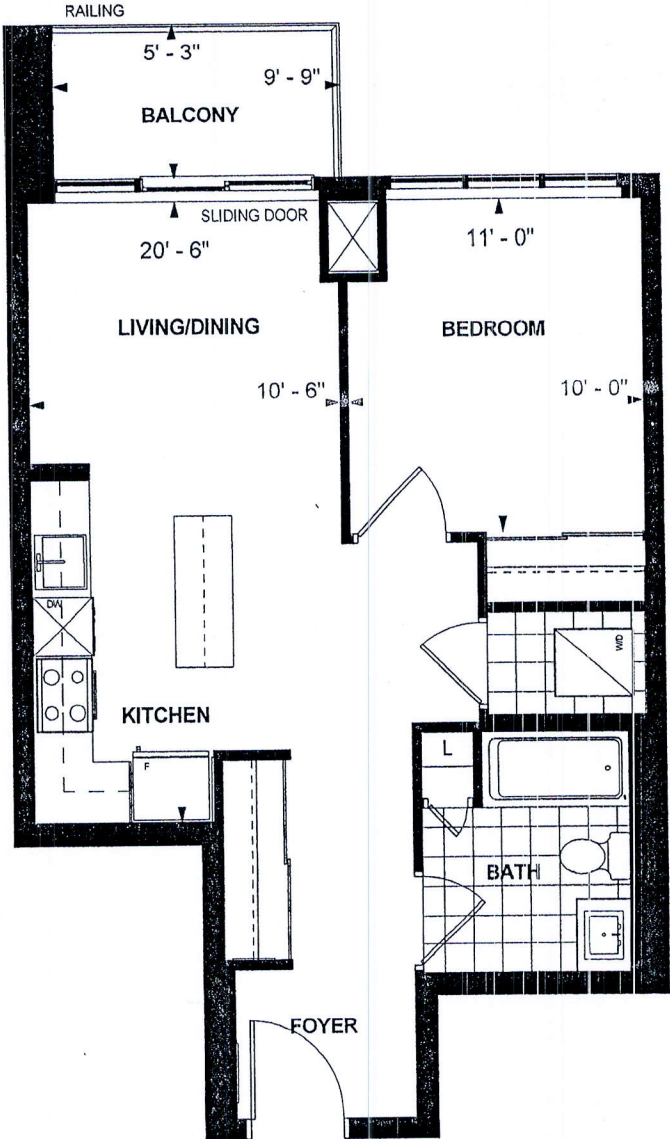 RAILING
5' - 3"
9' - 9"
BALCONY
SLIDING DOOR
20' - 6"
11' - 0"
LIVING/DINING
BEDROOM
10' - 6"
10' - 0"
DW
W/D
KITCHEN
L
F
BATH
FOYER